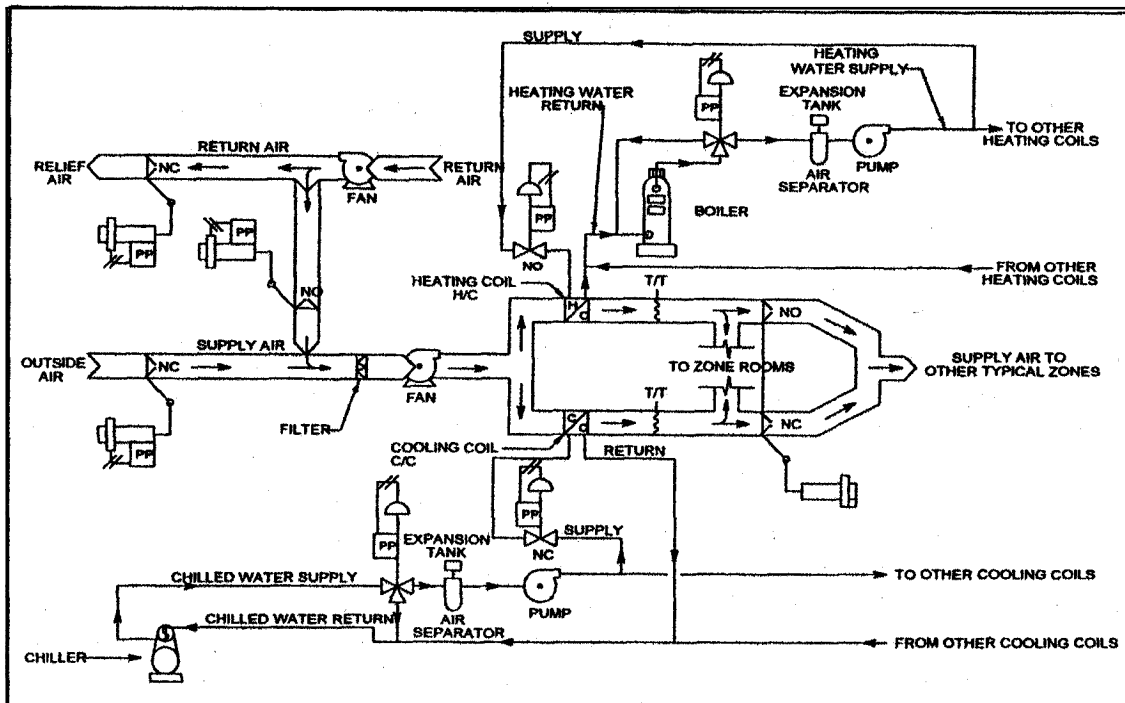 SUPPLY
HEATING
WATER SUPPLY
HEATING WATER
RETURN
EXPANSION
TANK
PP
TO OTHER
HEATING COILS
PUMP
AIR
SEPARATOR
RETURN AIR
RELIEF
AIR
NC
RETURN
AIR
FAN
PP
BOILER
PP
PP
NO
NO
HEATING COIL
H/C
H
C
T/T
FROM OTHER
HEATING COILS
NO
SUPPLY AIR
OUTSIDE
AIR
NC
TO ZONE ROOMS
SUPPLY AIR TO
OTHER TYPICAL ZONES
FAN
T/T
PP
FILTER
COOLING COIL
C/C
C
C
NC
RETURN
PP
PP
EXPANSION
TANK
SUPPLY
NC
CHILLED WATER SUPPLY
TO OTHER COOLING COILS
PUMP
AIR
SEPARATOR
CHILLED WATER RETURN
FROM OTHER COOLING COILS
CHILLER